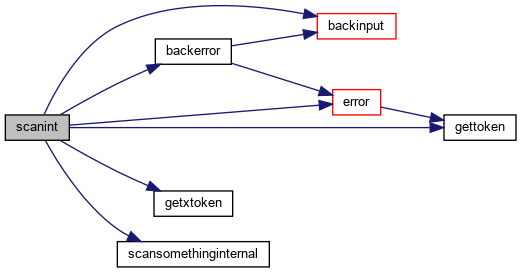 backinput
backerror
error
scanint
gettoken
getxtoken
scansomethinginternal